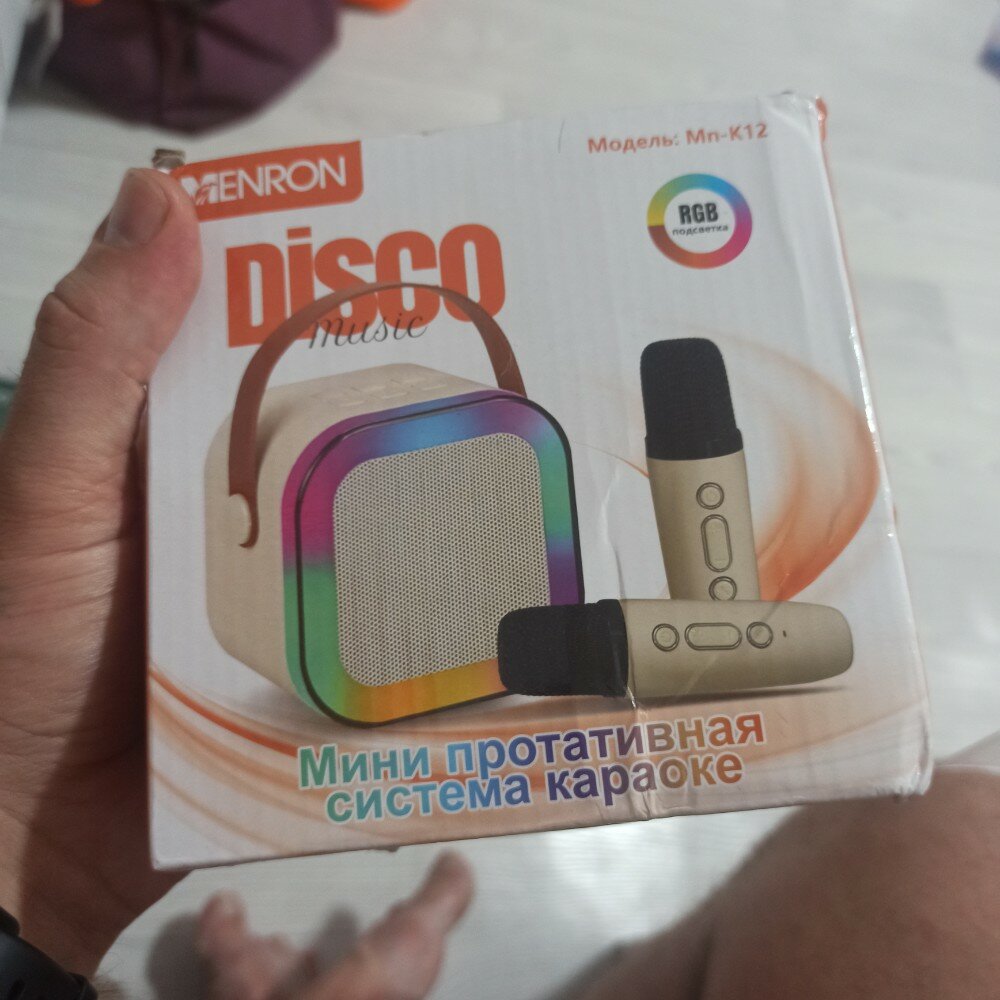 MENRON
Модель: Mn-K12
RGB
подсветка
Disco
music
Мини протативная
система караоке